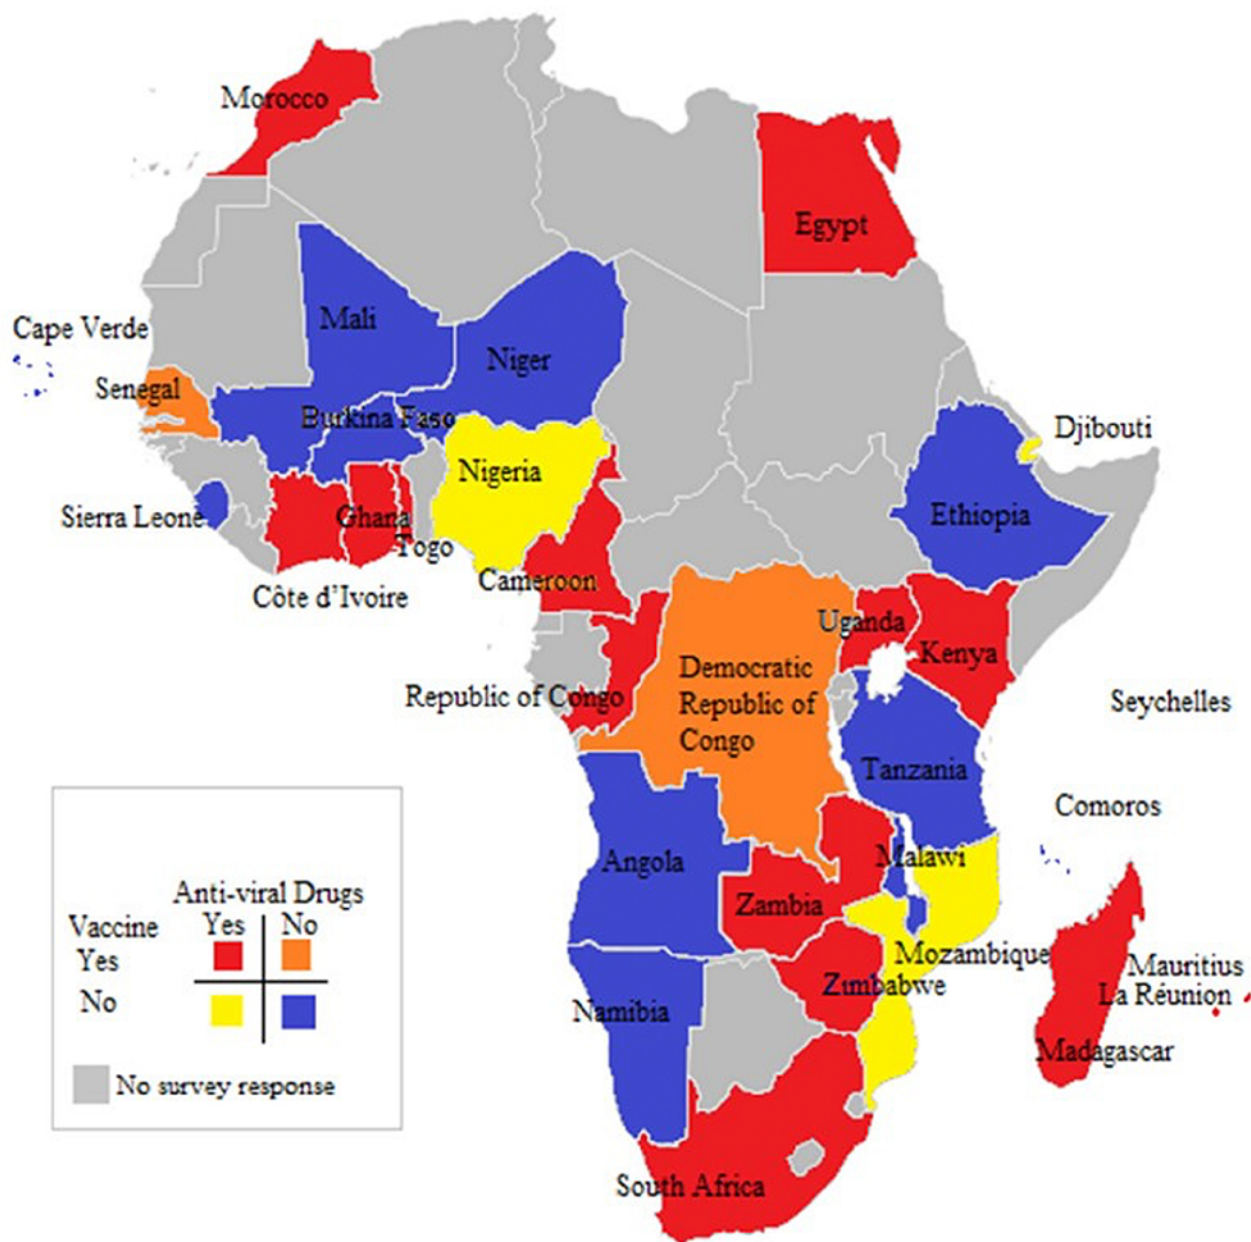 Morocco
Egypt
Mali
Cape Verde
Niger
Senegal
Burkina Faso
Djibouti
Nigeria
Sierra Leone
Ghana
Ethiopia
Togo
Cameroon
Côte d'Ivoire
Uganda
Kenya
Democratic
Republic of
Congo
Republic of Congo
Seychelles
Tanzania
Comoros
Malawi
Angola
Zambia
Mozambique
Mauritius
Zimbabwe
La Réunion
Namibia
Madagascar
South Africa
Anti-viral Drugs
Vaccine
Yes
No
Yes
No
No survey response